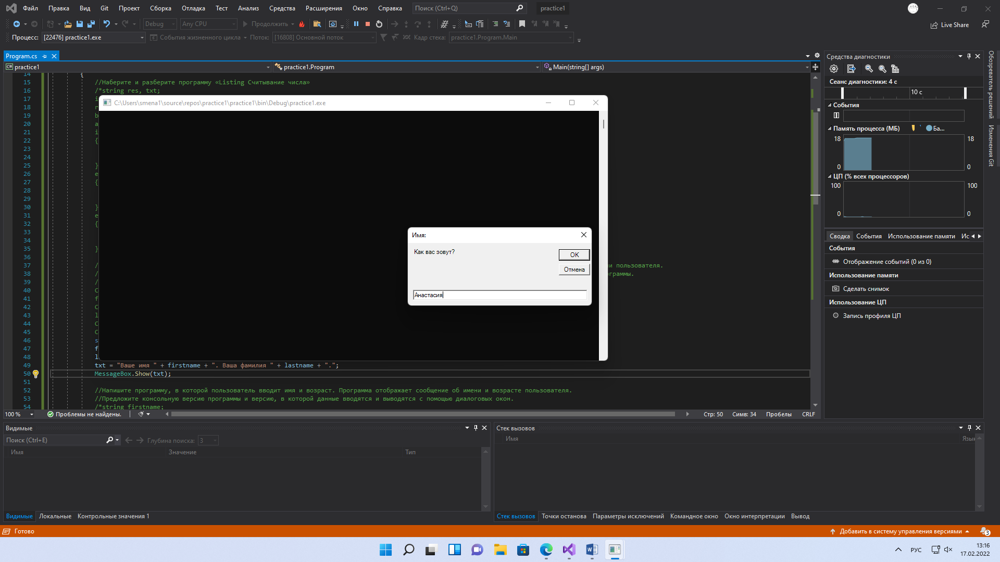 Файл Правка Вид Git Проект Сборка Отладка Тест Анализ Средства Расширения Окно Справка Поиск (Ctrl+Q) practice1
Debug Any CPU Продолжить Live Share
Процесс: [22476] practice1.exe События жизненного цикла Поток: [16808] Основной поток Кадр стека: practice1.Program.Main
Program.cs
practice1 practice1.Program Main(string[] args)
14 {
15 //Наберите и разберите программу «Listing Считывание числа»
16 /*string res, txt;
17 i
18 r
19 b
20 a
21 i
22 {
23
24
25 }
26 e
27 {
28
29
30 }
31 e
32 {
33
34
35 }
36
37 / и пользователя.
38 / граммы.
39 /
40 C
41 f
42 C
43 l
44 C
45 C
46 s
47 f
48 l
49 txt = "Ваше имя " + firstname + ". Ваша фамилия " + lastname + ".";
50 MessageBox.Show(txt);
51
52 //Напишите программу, в которой пользователь вводит имя и возраст. Программа отображает сообщение об имени и возрасте пользователя.
53 //Предложите консольную версию программы и версию, в которой данные вводятся и выводятся с помощью диалоговых окон.
54 /*string firstname;
C:\Users\smena1\source\repos\practice1\practice1\bin\Debug\practice1.exe
Имя:
Как вас зовут?
OK
Отмена
Анастасия
100 % Проблемы не найдены. Стр: 50 Симв: 34 Пробелы CRLF
Средства диагностики
Сеанс диагностики: 4 с
10 с
События
Память процесса (МБ) Ба...
18 18
0 0
ЦП (% всех процессоров)
100 100
0 0
Сводка События Использование памяти Ис
События
Отображение событий (0 из 0)
Использование памяти
Сделать снимок
Использование ЦП
Запись профиля ЦП
Обозреватель решений
Изменения Git
Видимые
Поиск (Ctrl+E) Глубина поиска: 3
Имя Значение Тип
Видимые Локальные Контрольные значения 1
Стек вызовов
Имя Язык
Стек вызовов Точки останова Параметры исключений Командное окно Окно интерпретации Вывод
Готово Добавить в систему управления версиями 3
РУС 13:16
17.02.2022